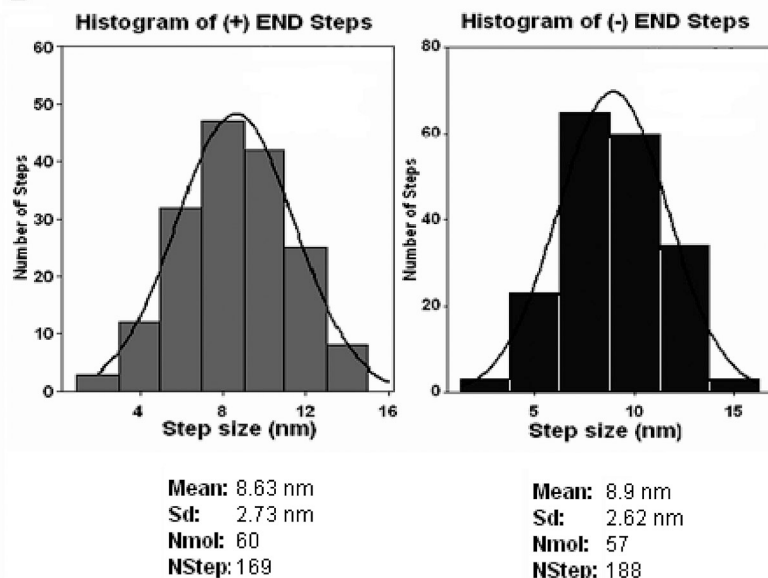 Histogram of (+) END Steps
Number of Steps
60
50
40
30
20
10
0
4 8 12 16
Step size (nm)
Mean: 8.63 nm
Sd: 2.73 nm
Nmol: 60
NStep: 169
Histogram of (-) END Steps
Number of Steps
80
60
40
20
0
5 10 15
Step size (nm)
Mean: 8.9 nm
Sd: 2.62 nm
Nmol: 57
NStep: 188